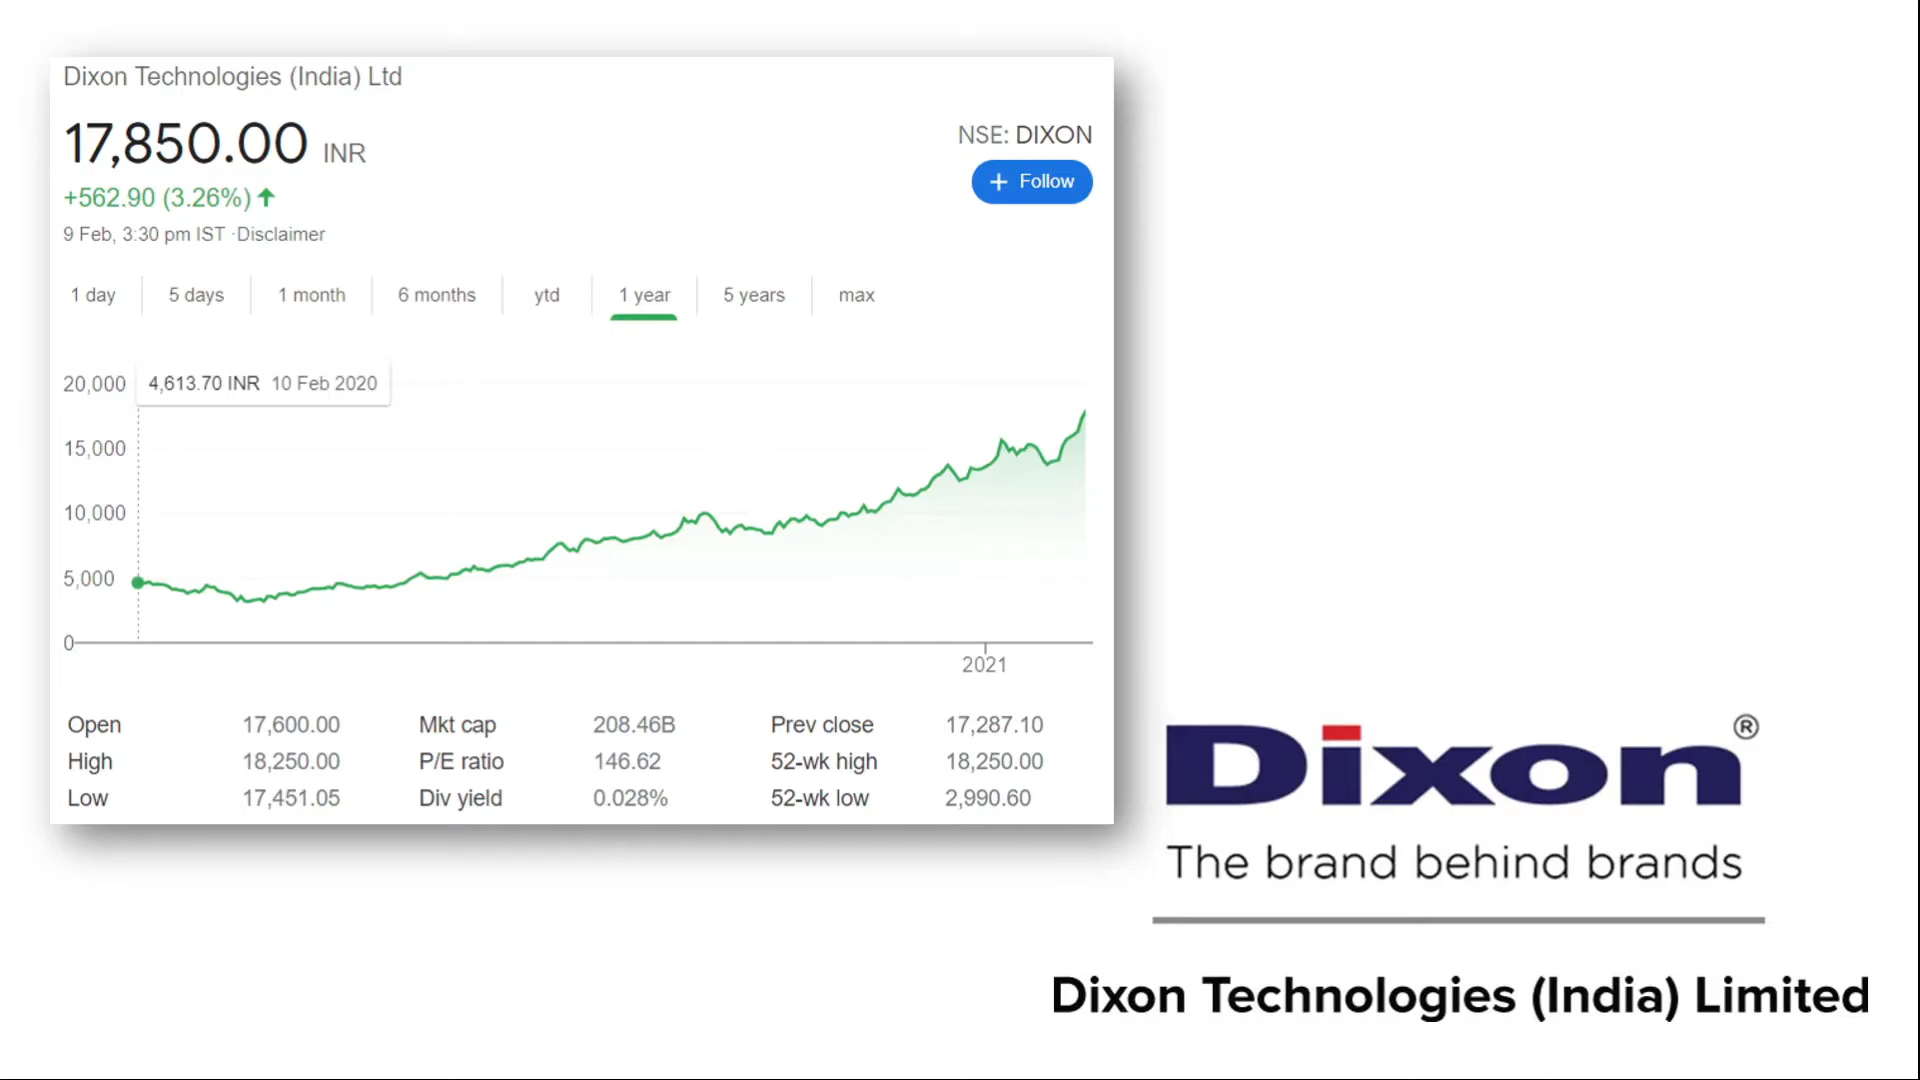 Dixon Technologies (India) Ltd
17,850.00 INR
NSE: DIXON
+562.90 (3.26%)
+ Follow
9 Feb, 3:30 pm IST ·Disclaimer
1 day 5 days 1 month 6 months ytd 1 year 5 years max
4,613.70 INR 10 Feb 2020
20,000
15,000
10,000
5,000
0
2021
Open 17,600.00 Mkt cap 208.46B Prev close 17,287.10
High 18,250.00 P/E ratio 146.62 52-wk high 18,250.00
Low 17,451.05 Div yield 0.028% 52-wk low 2,990.60
Dixon®
The brand behind brands
Dixon Technologies (India) Limited